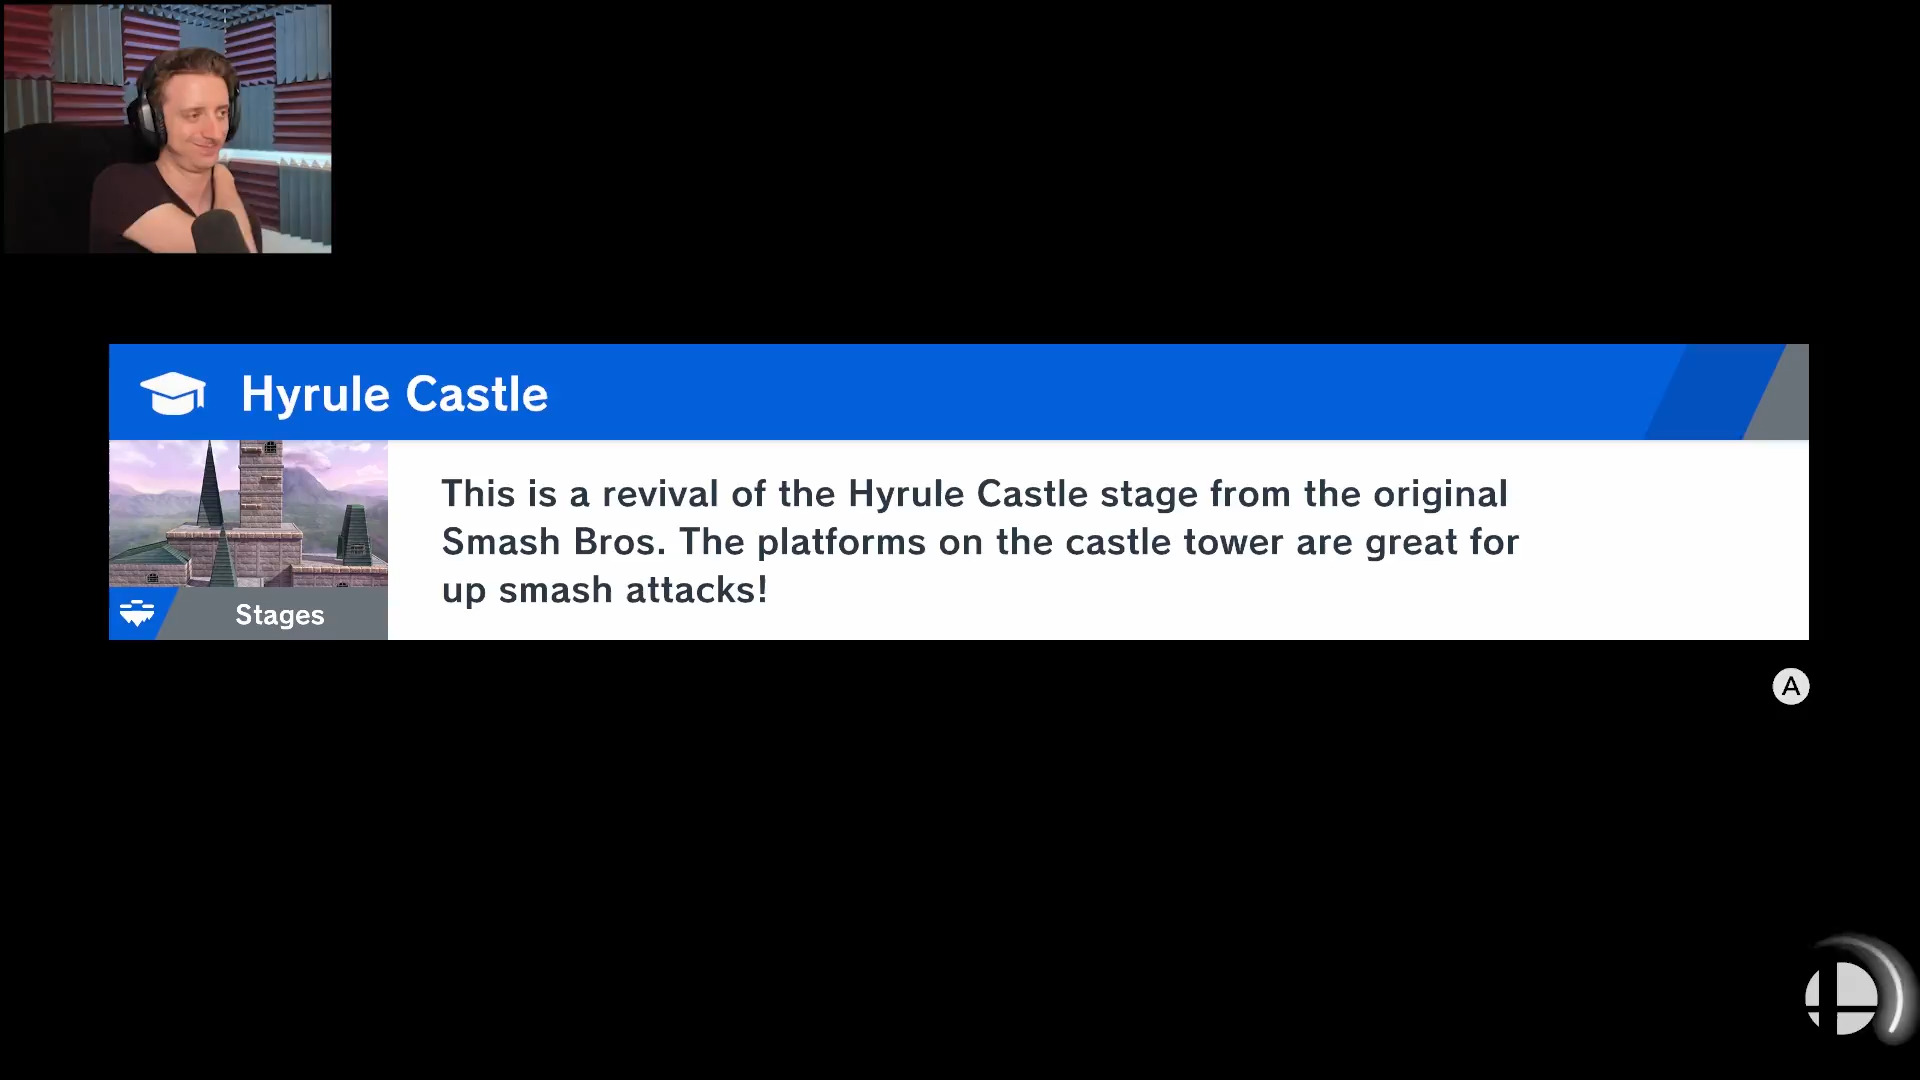 Hyrule Castle
This is a revival of the Hyrule Castle stage from the original
Smash Bros. The platforms on the castle tower are great for
up smash attacks!
Stages
A